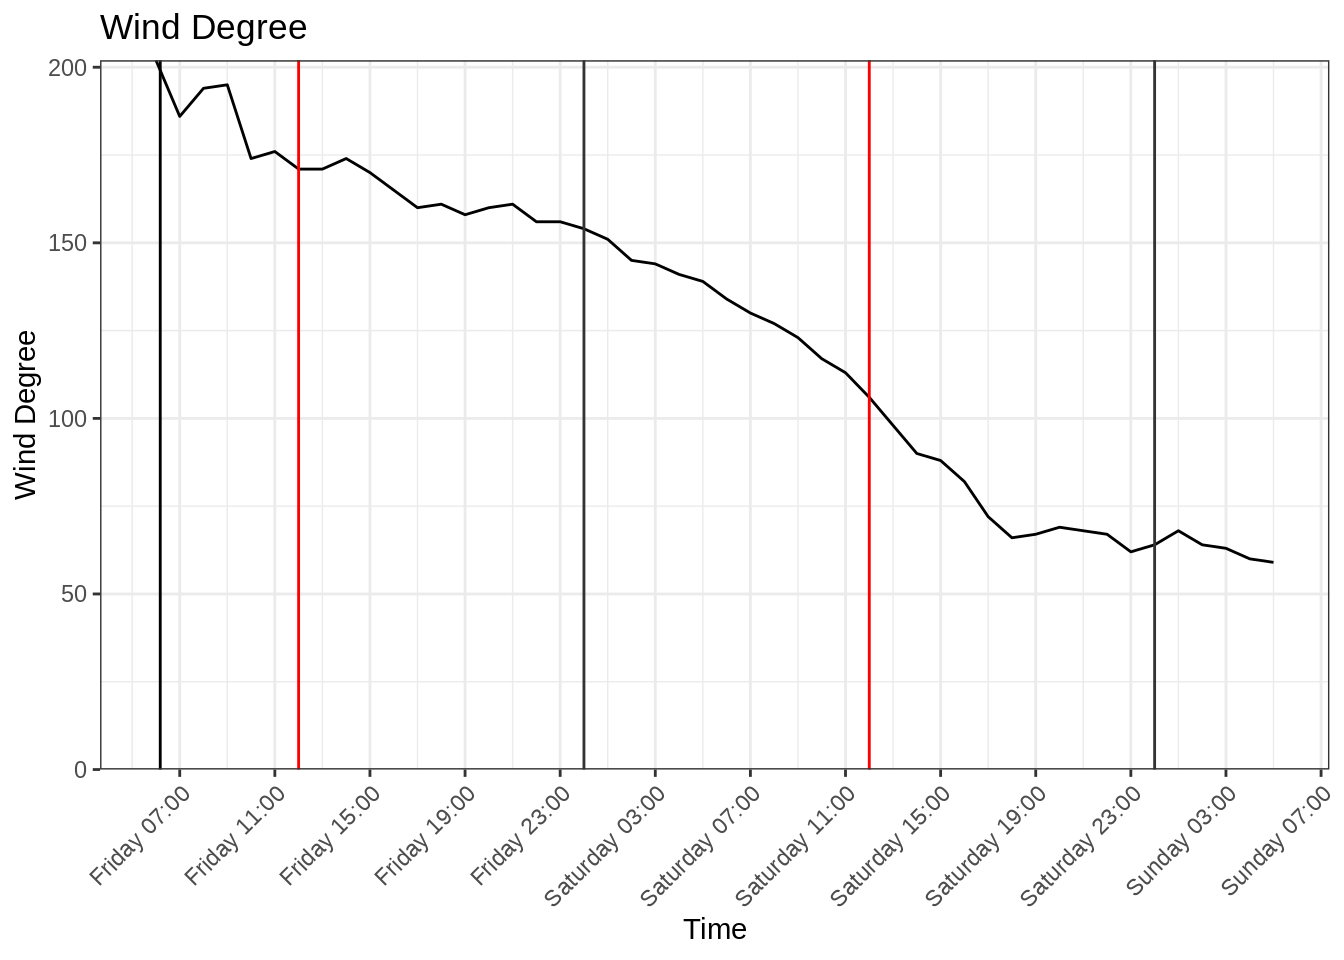 Wind Degree
Wind Degree
200
150
100
50
0
Friday 07:00
Friday 11:00
Friday 15:00
Friday 19:00
Friday 23:00
Saturday 03:00
Saturday 07:00
Saturday 11:00
Saturday 15:00
Saturday 19:00
Saturday 23:00
Sunday 03:00
Sunday 07:00
Time